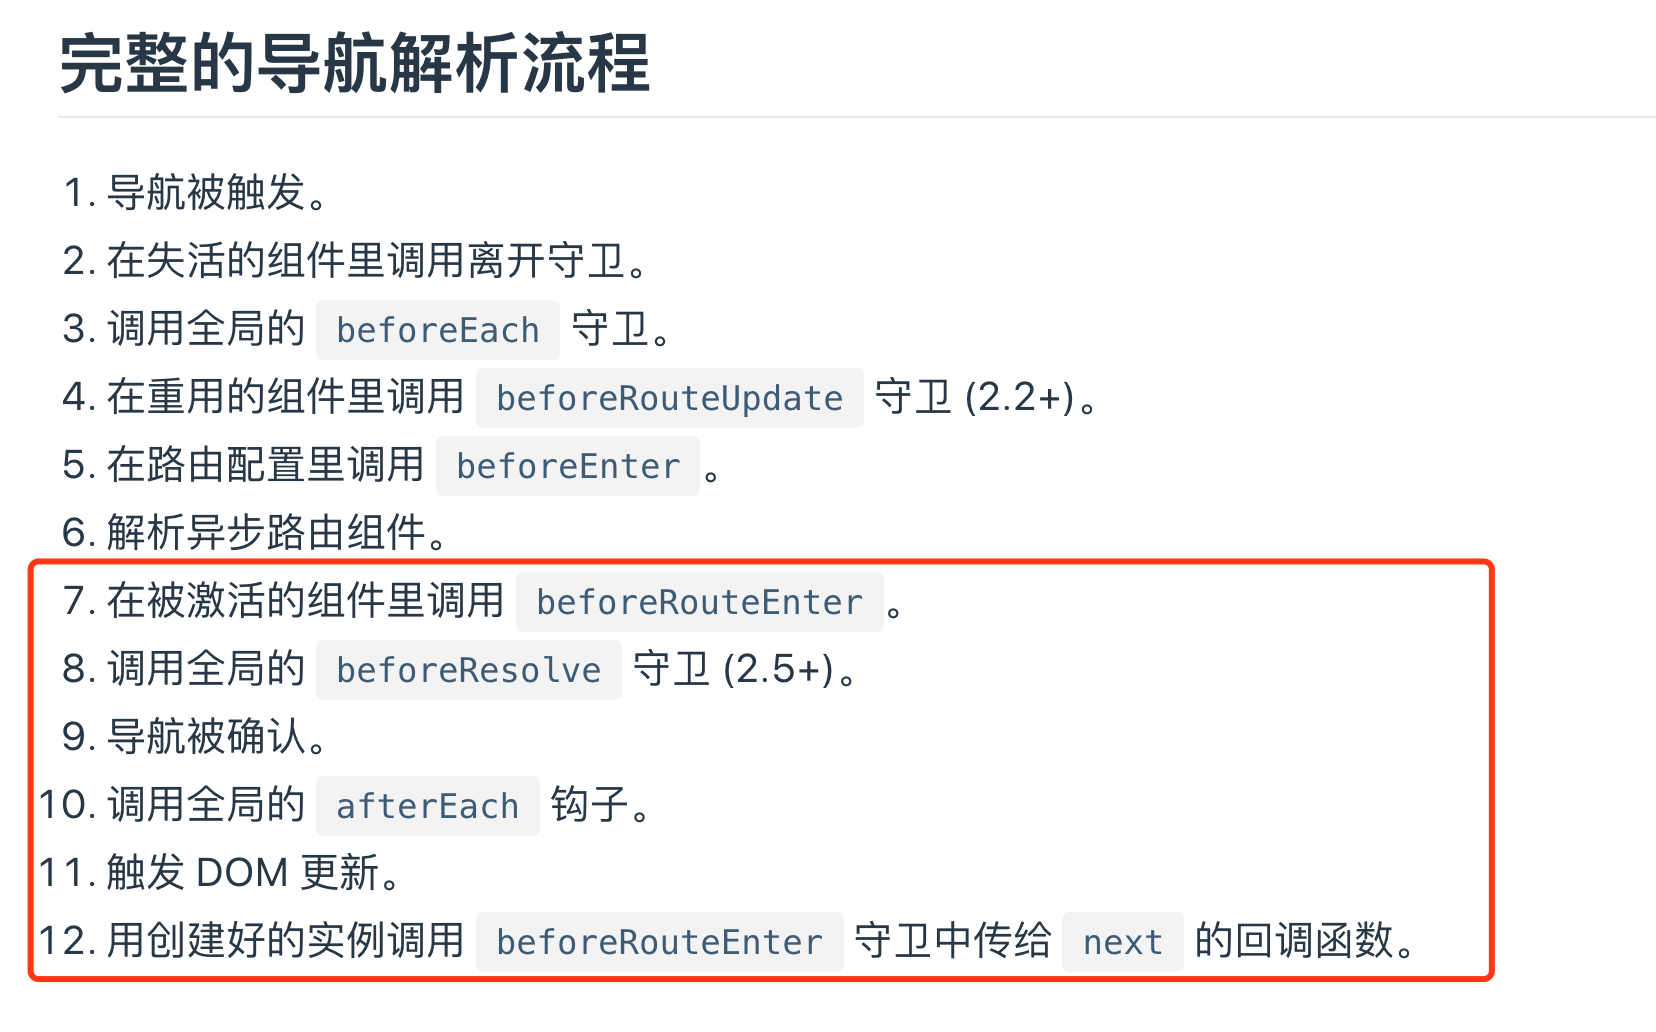 完整的导航解析流程
1. 导航被触发。
2. 在失活的组件里调用离开守卫。
3. 调用全局的 beforeEach 守卫。
4. 在重用的组件里调用 beforeRouteUpdate 守卫 (2.2+)。
5. 在路由配置里调用 beforeEnter。
6. 解析异步路由组件。
7. 在被激活的组件里调用 beforeRouteEnter。
8. 调用全局的 beforeResolve 守卫 (2.5+)。
9. 导航被确认。
10. 调用全局的 afterEach 钩子。
11. 触发 DOM 更新。
12. 用创建好的实例调用 beforeRouteEnter 守卫中传给 next 的回调函数。